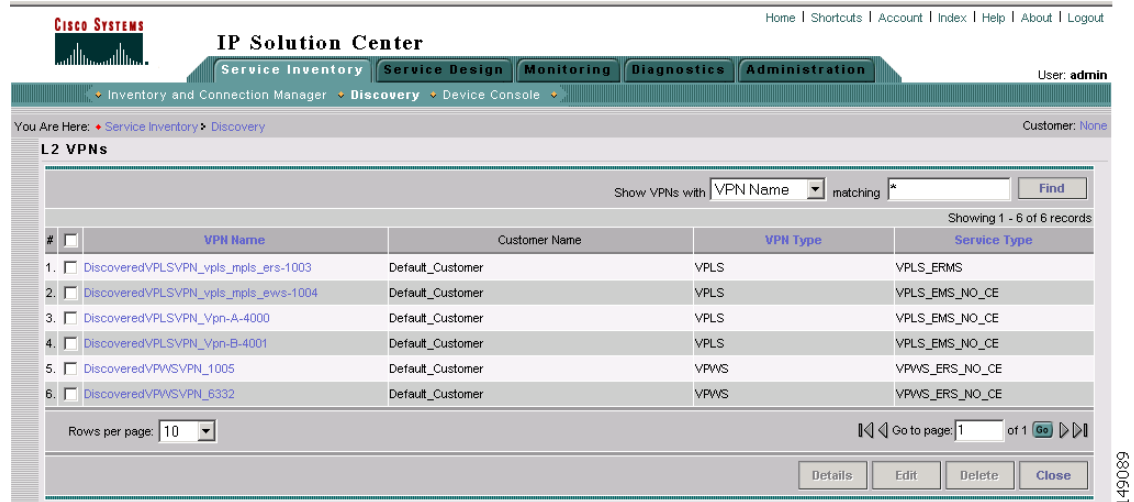 Home | Shortcuts | Account | Index | Help | About | Logout
CISCO SYSTEMS
IP Solution Center
Service Inventory Service Design Monitoring Diagnostics Administration
User: admin
Inventory and Connection Manager Discovery Device Console
You Are Here: Service Inventory Discovery
Customer: None
L2 VPNs
Show VPNs with VPN Name matching * Find
Showing 1 - 6 of 6 records
# VPN Name Customer Name VPN Type Service Type
1. DiscoveredVPLSVPN_vpls_mpls_ers-1003 Default_Customer VPLS VPLS_ERMS
2. DiscoveredVPLSVPN_vpls_mpls_ews-1004 Default_Customer VPLS VPLS_EMS_NO_CE
3. DiscoveredVPLSVPN_Vpn-A-4000 Default_Customer VPLS VPLS_EMS_NO_CE
4. DiscoveredVPLSVPN_Vpn-B-4001 Default_Customer VPLS VPLS_EMS_NO_CE
5. DiscoveredVPWSVPN_1005 Default_Customer VPWS VPWS_ERS_NO_CE
6. DiscoveredVPWSVPN_6332 Default_Customer VPWS VPWS_ERS_NO_CE
Rows per page: 10
Go to page: 1 of 1 Go
Details Edit Delete Close
149089